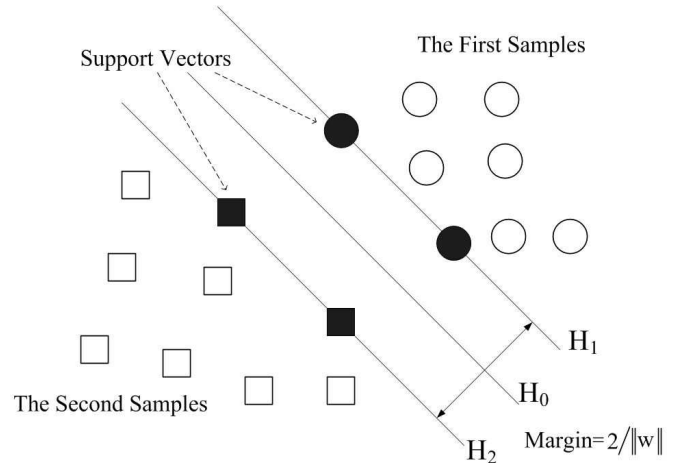 The First Samples
Support Vectors
H₁
H₀
The Second Samples
H₂
Margin=2/‖w‖